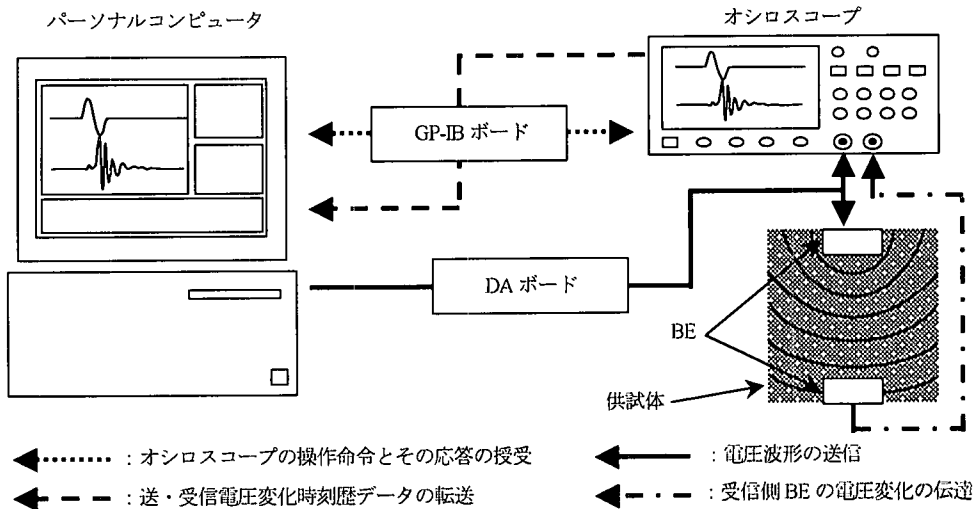 パーソナルコンピュータ
オシロスコープ
GP-IB ボード
DA ボード
BE
供試体
：オシロスコープの操作命令とその応答の授受
：電圧波形の送信
：送・受信電圧変化時刻歴データの転送
：受信側 BE の電圧変化の伝達